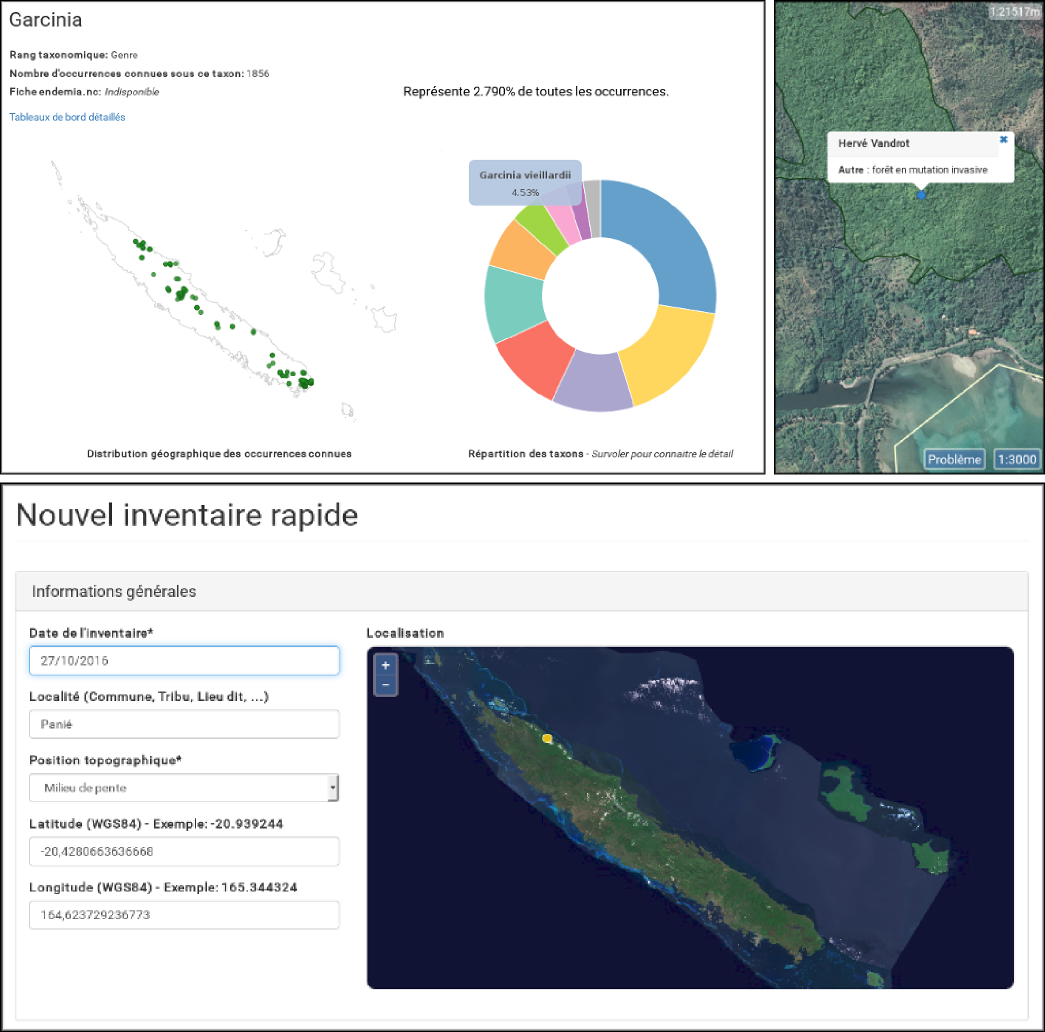 Garcinia
Rang taxonomique: Genre
Nombre d'occurrences connues sous ce taxon: 1856
Fiche endemia.nc: Indisponible
Tableaux de bord détaillés
Représente 2.790% de toutes les occurrences.
Garcinia vieillardii
4.53%
Distribution géographique des occurrences connues
Répartition des taxons - Survoler pour connaitre le détail
1:21517m
Hervé Vandrot
Autre : forêt en mutation invasive
Problème
1:3000
Nouvel inventaire rapide
Informations générales
Date de l'inventaire*
27/10/2016
Localité (Commune, Tribu, Lieu dit, ...)
Panié
Position topographique*
Milieu de pente
Latitude (WGS84) - Exemple: -20.939244
-20,4280663636668
Longitude (WGS84) - Exemple: 165.344324
164,623729236773
Localisation
+
−